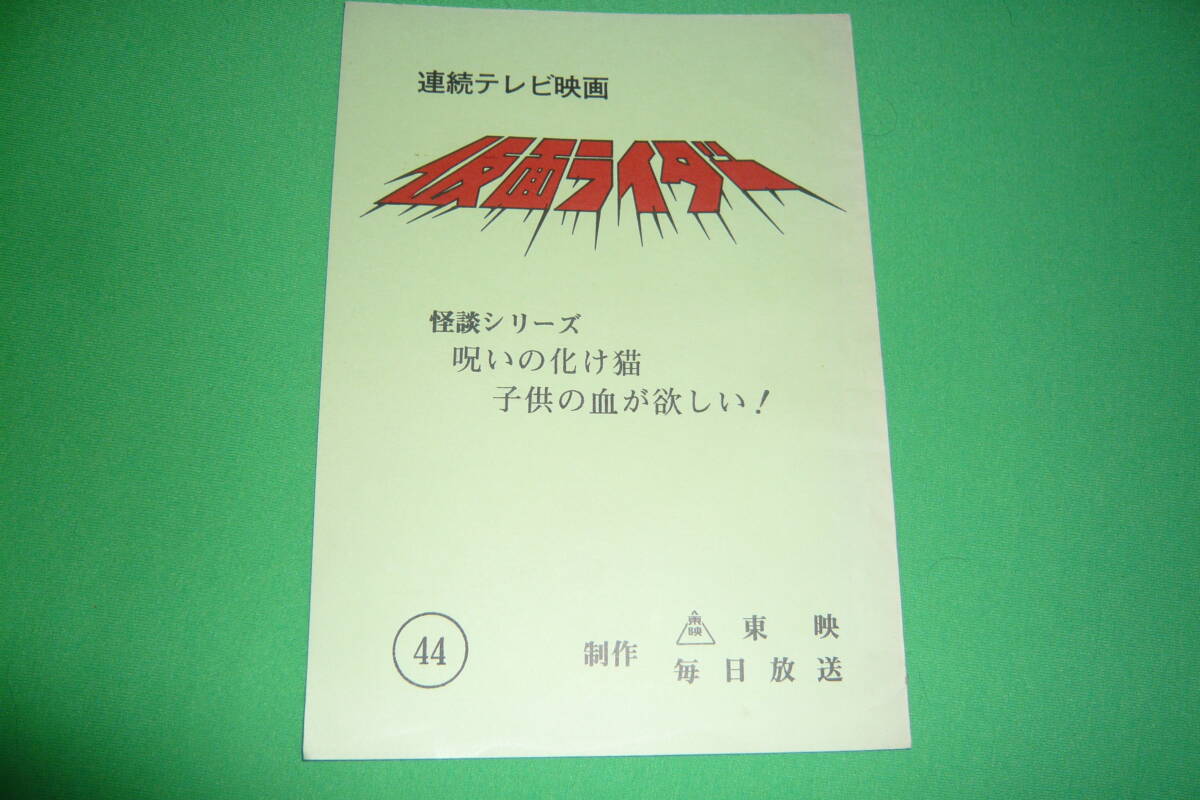 連続テレビ映画
仮面ライダー
怪談シリーズ
呪いの化け猫
子供の血が欲しい!
44
制作
東映 東映
毎日放送